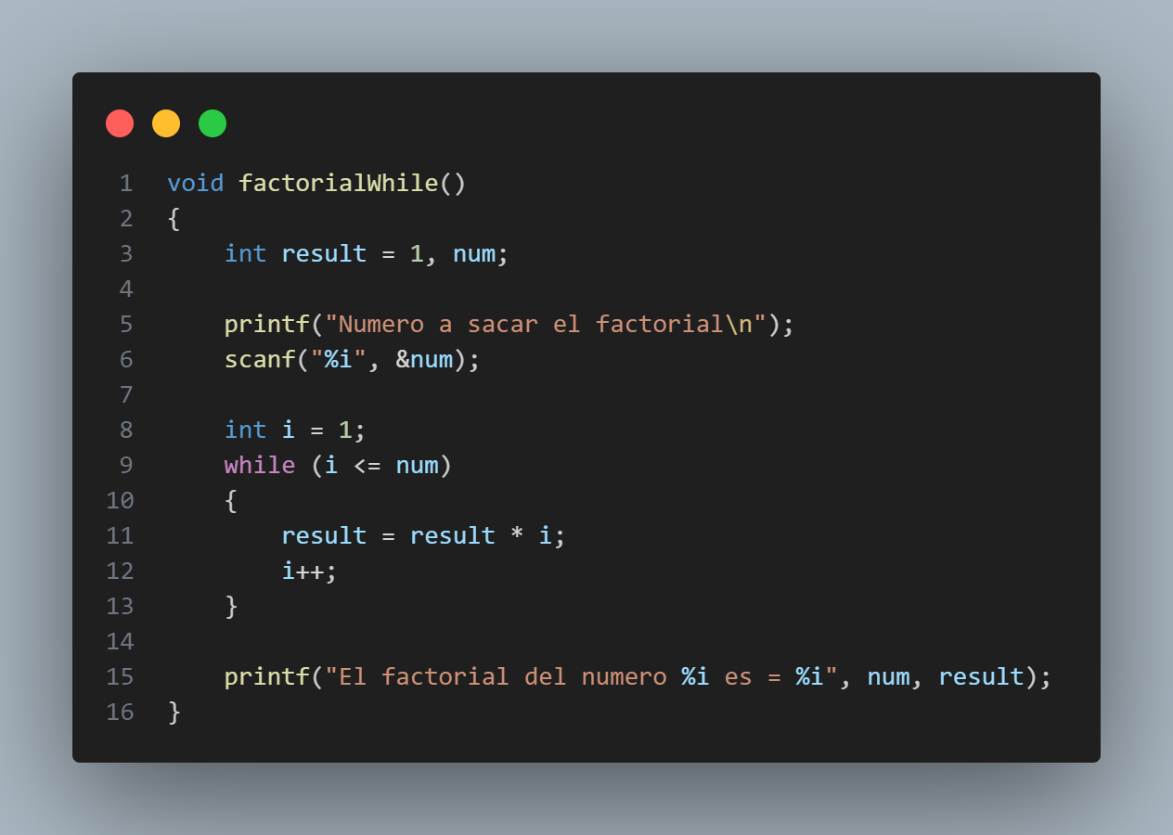 1 void factorialWhile()
2 {
3     int result = 1, num;
4
5     printf("Numero a sacar el factorial\n");
6     scanf("%i", &num);
7
8     int i = 1;
9     while (i <= num)
10     {
11         result = result * i;
12         i++;
13     }
14
15     printf("El factorial del numero %i es = %i", num, result);
16 }